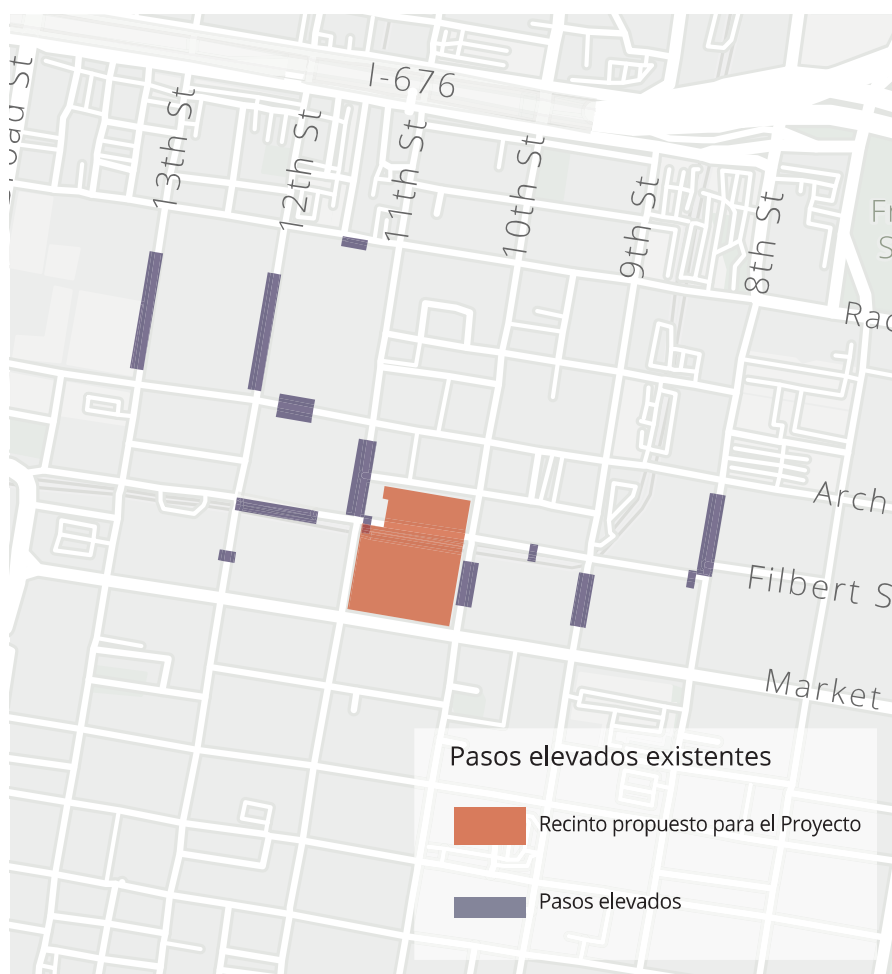 I-676
13th St
12th St
11th St
10th St
9th St
8th St
Arch
Filbert S
Market
Pasos elevados existentes
Recinto propuesto para el Proyecto
Pasos elevados